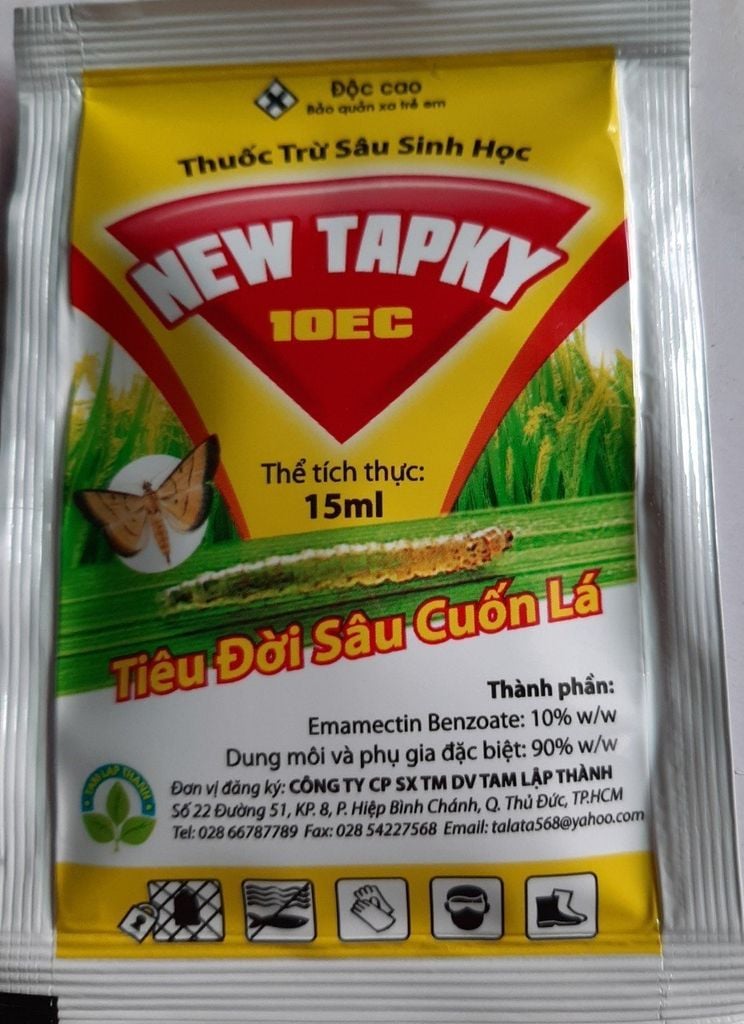 Độc cao
Bảo quản xa trẻ em
Thuốc Trừ Sâu Sinh Học
NEW TAPKY
10EC
Thể tích thực:
15ml
Tiêu Đời Sâu Cuốn Lá
Thành phần:
Emamectin Benzoate: 10% w/w
Dung môi và phụ gia đặc biệt: 90% w/w
TAM LAP THANH
Đơn vị đăng ký: CÔNG TY CP SX TM DV TAM LẬP THÀNH
Số 22 Đường 51, KP. 8, P. Hiệp Bình Chánh, Q. Thủ Đức, TP.HCM
Tel: 028 66787789 Fax: 028 54227568 Email: talata568@yahoo.com